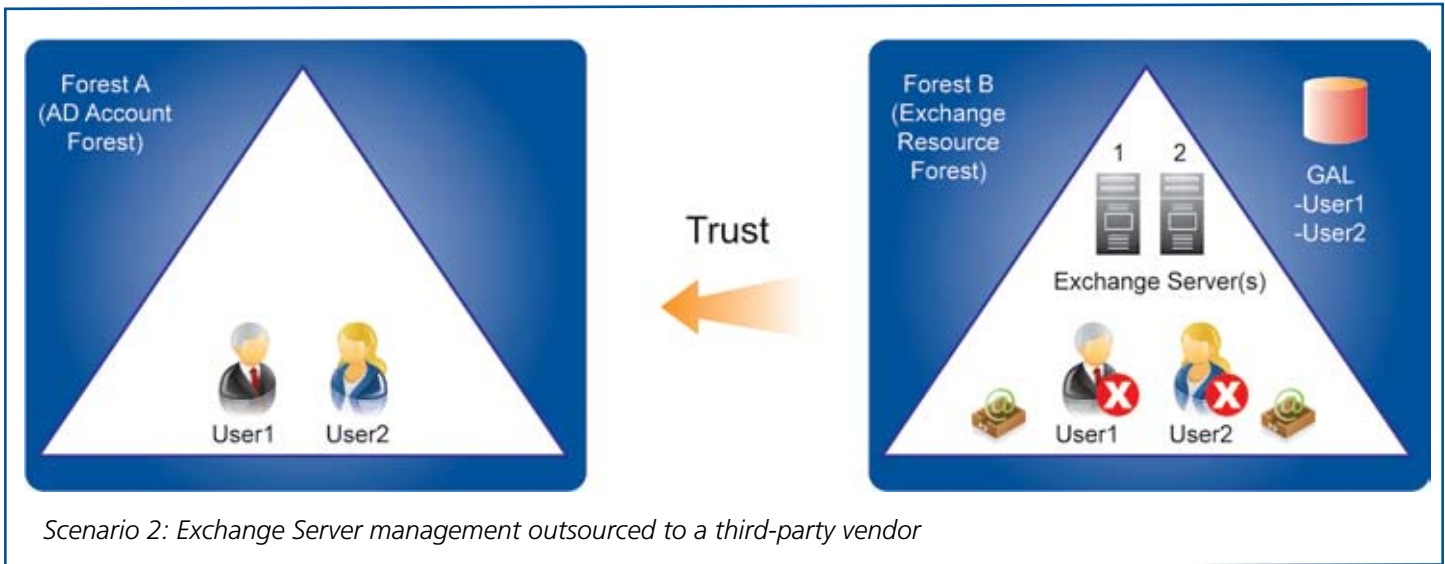 Forest A
(AD Account
Forest)
User1
User2
Trust
Forest B
(Exchange
Resource
Forest)
1
2
Exchange Server(s)
User1
User2
GAL
-User1
-User2
Scenario 2: Exchange Server management outsourced to a third-party vendor